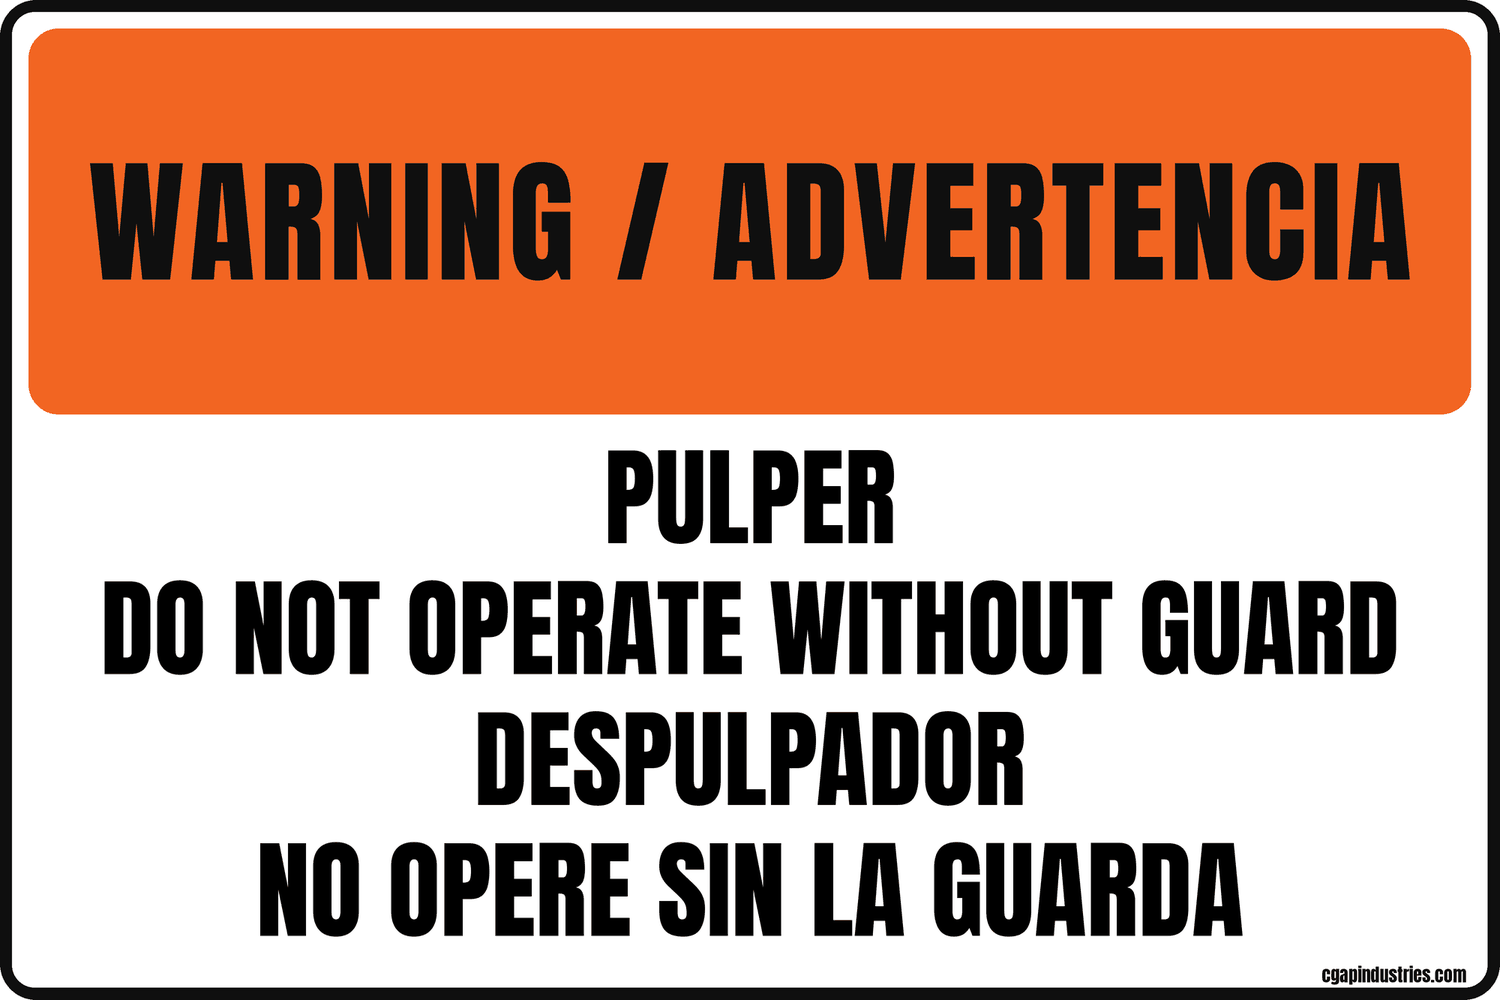 WARNING / ADVERTENCIA
PULPER
DO NOT OPERATE WITHOUT GUARD
DESPULPADOR
NO OPERE SIN LA GUARDA
cgapindustries.com